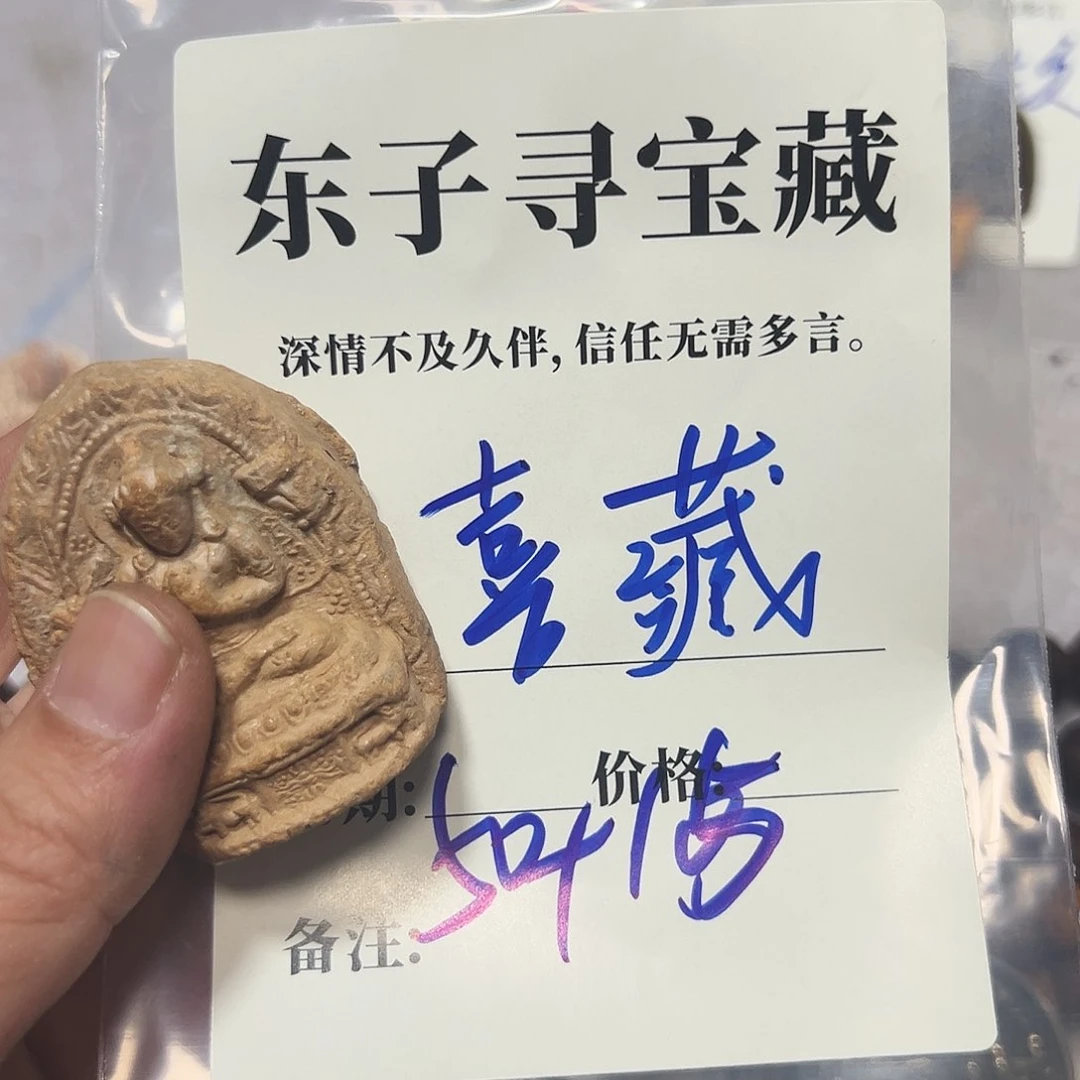 东子寻宝藏
深情不及久伴，信任无需多言。
喜藏
期: 价格:
备注: